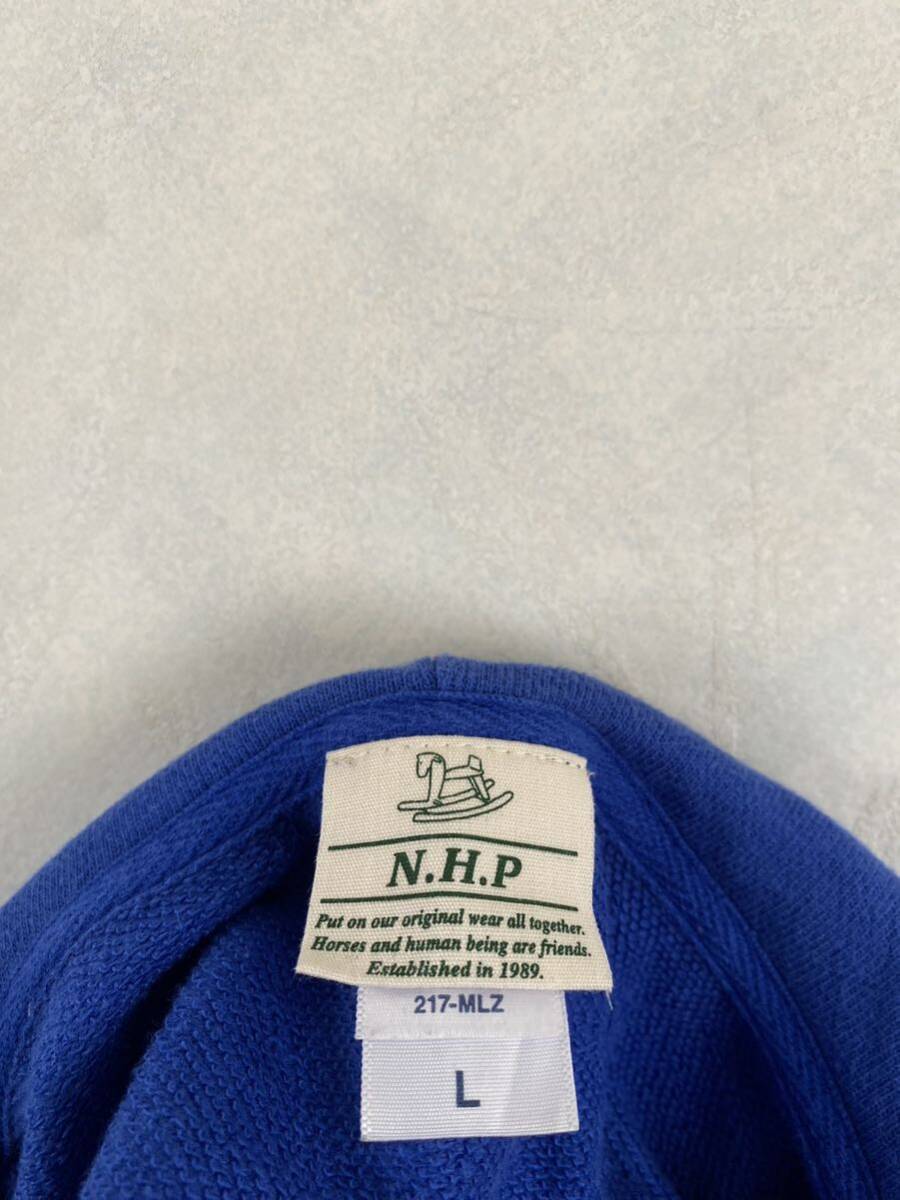 N.H.P
Put on our original wear all together.
Horses and human being are friends.
Established in 1989.
217-MLZ
L